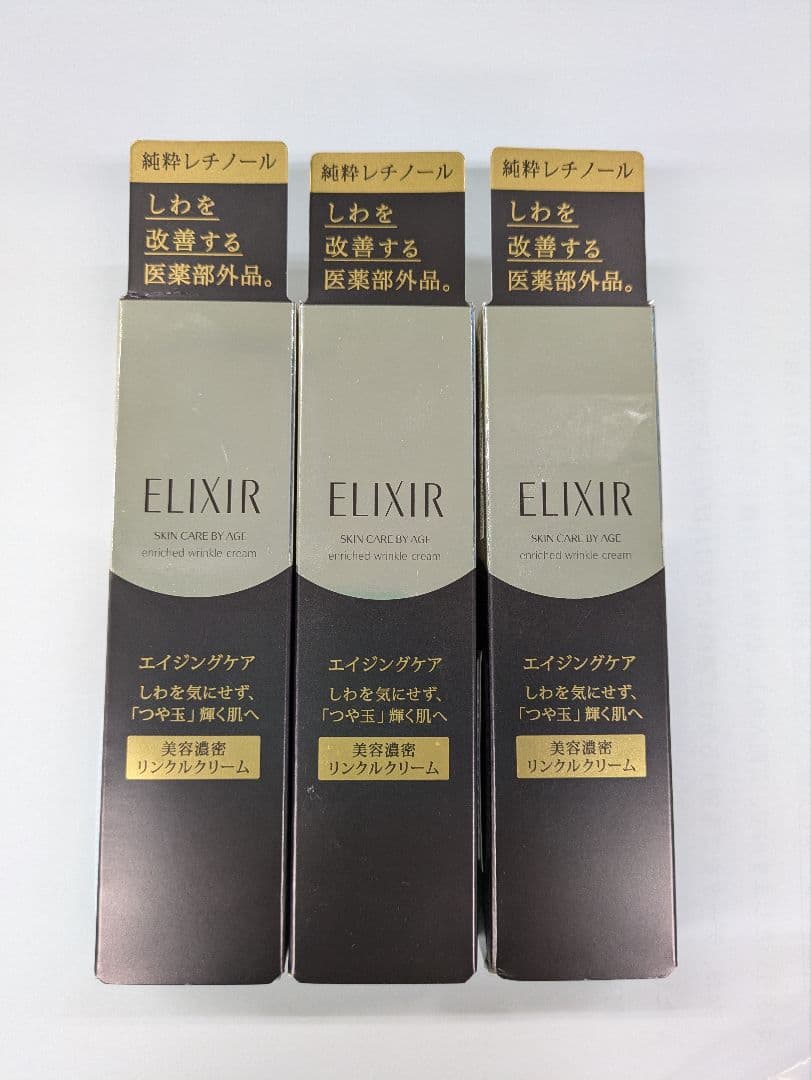 純粋レチノール
しわを
改善する
医薬部外品。
ELIXIR
SKIN CARE BY AGE
enriched wrinkle cream
エイジングケア
しわを気にせず、
「つや玉」輝く肌へ
美容濃密
リンクルクリーム
純粋レチノール
しわを
改善する
医薬部外品。
ELIXIR
SKIN CARE BY AGE
enriched wrinkle cream
エイジングケア
しわを気にせず、
「つや玉」輝く肌へ
美容濃密
リンクルクリーム
純粋レチノール
しわを
改善する
医薬部外品。
ELIXIR
SKIN CARE BY AGE
enriched wrinkle cream
エイジングケア
しわを気にせず、
「つや玉」輝く肌へ
美容濃密
リンクルクリーム